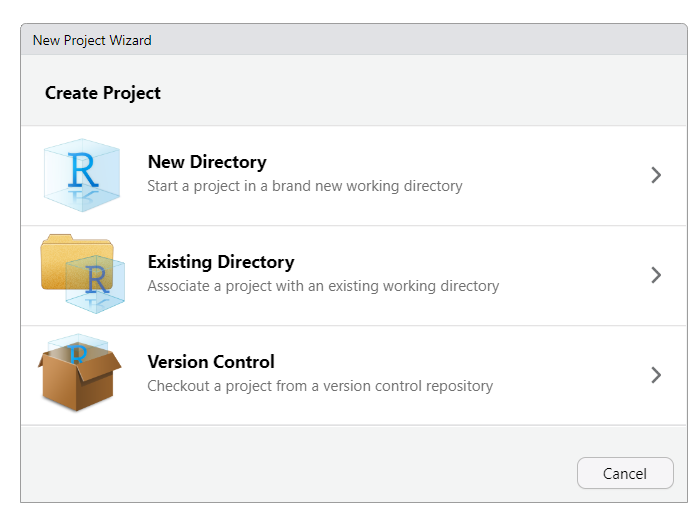 New Project Wizard
Create Project
R
New Directory
Start a project in a brand new working directory
R
Existing Directory
Associate a project with an existing working directory
R
Version Control
Checkout a project from a version control repository
Cancel